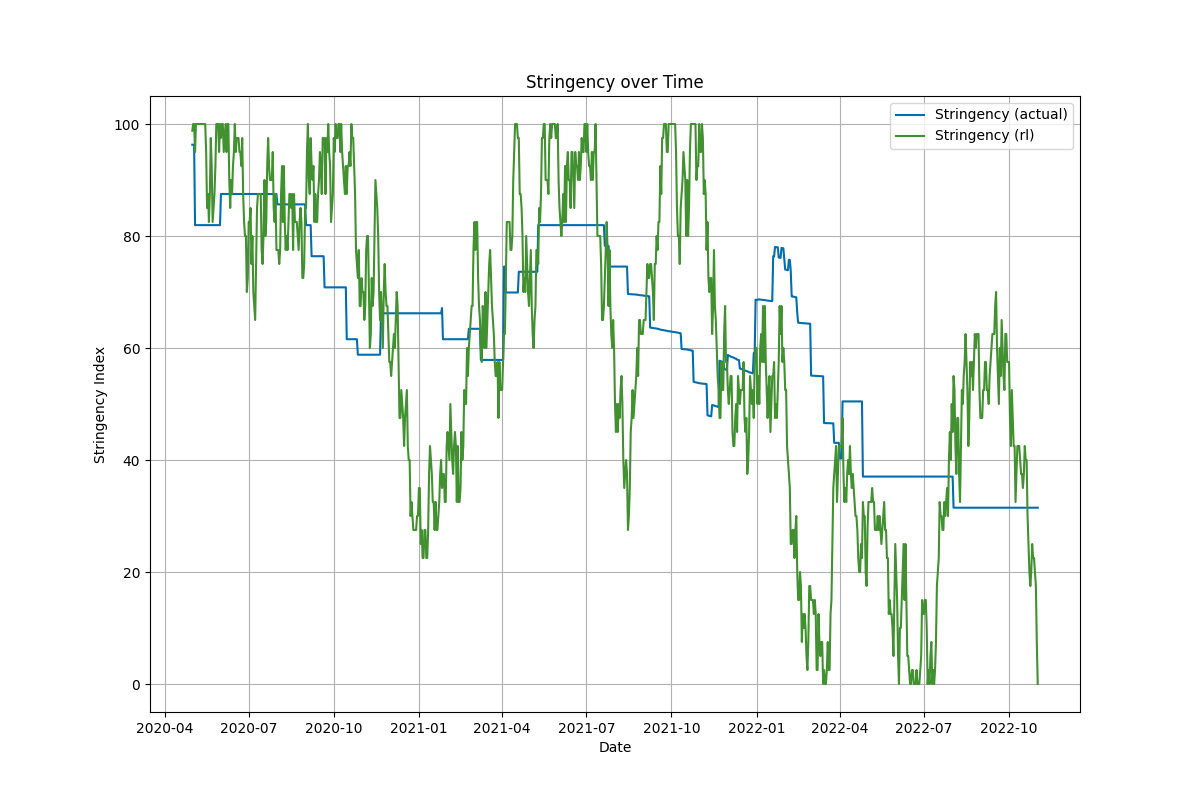 Stringency over Time
Stringency (actual)
Stringency (rl)
100
80
60
40
20
0
Stringency Index
2020-04 2020-07 2020-10 2021-01 2021-04 2021-07 2021-10 2022-01 2022-04 2022-07 2022-10
Date